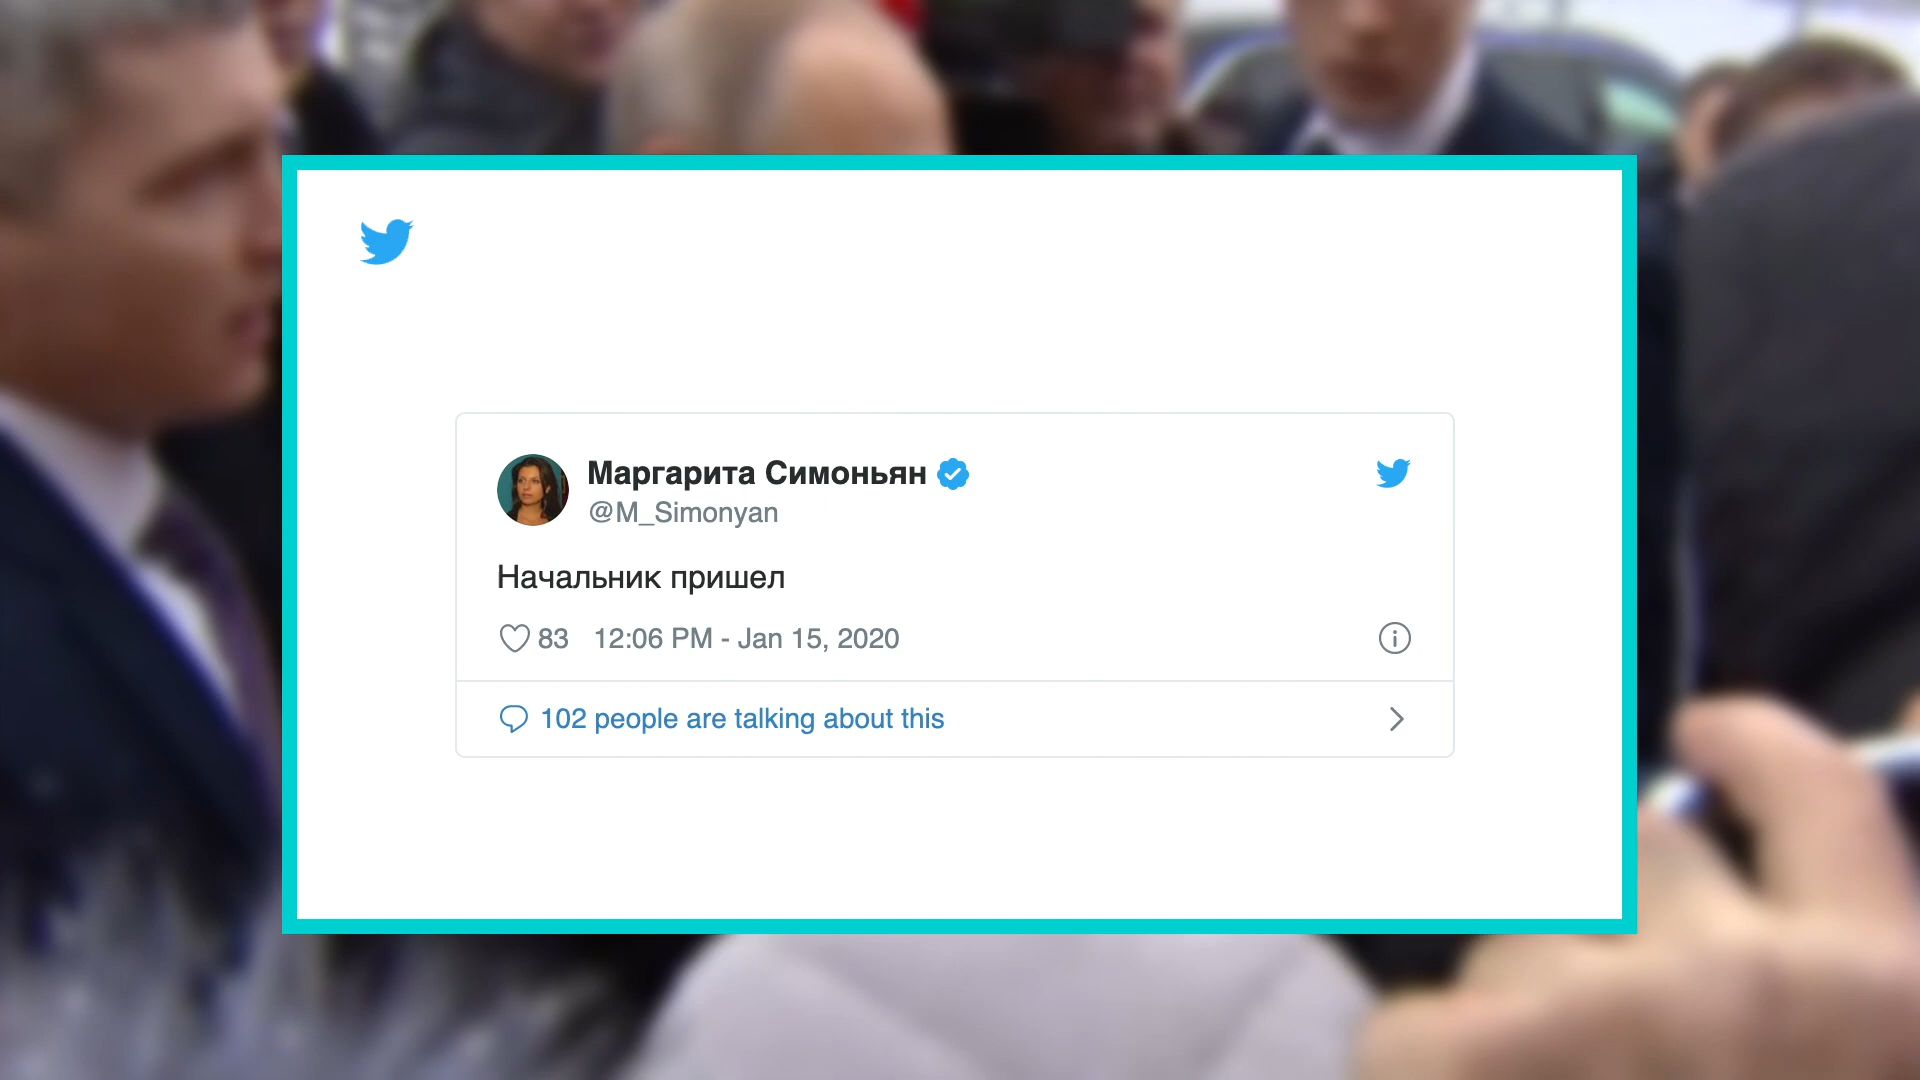 Маргарита Симоньян
@M_Simonyan
Начальник пришел
83 12:06 PM - Jan 15, 2020
102 people are talking about this